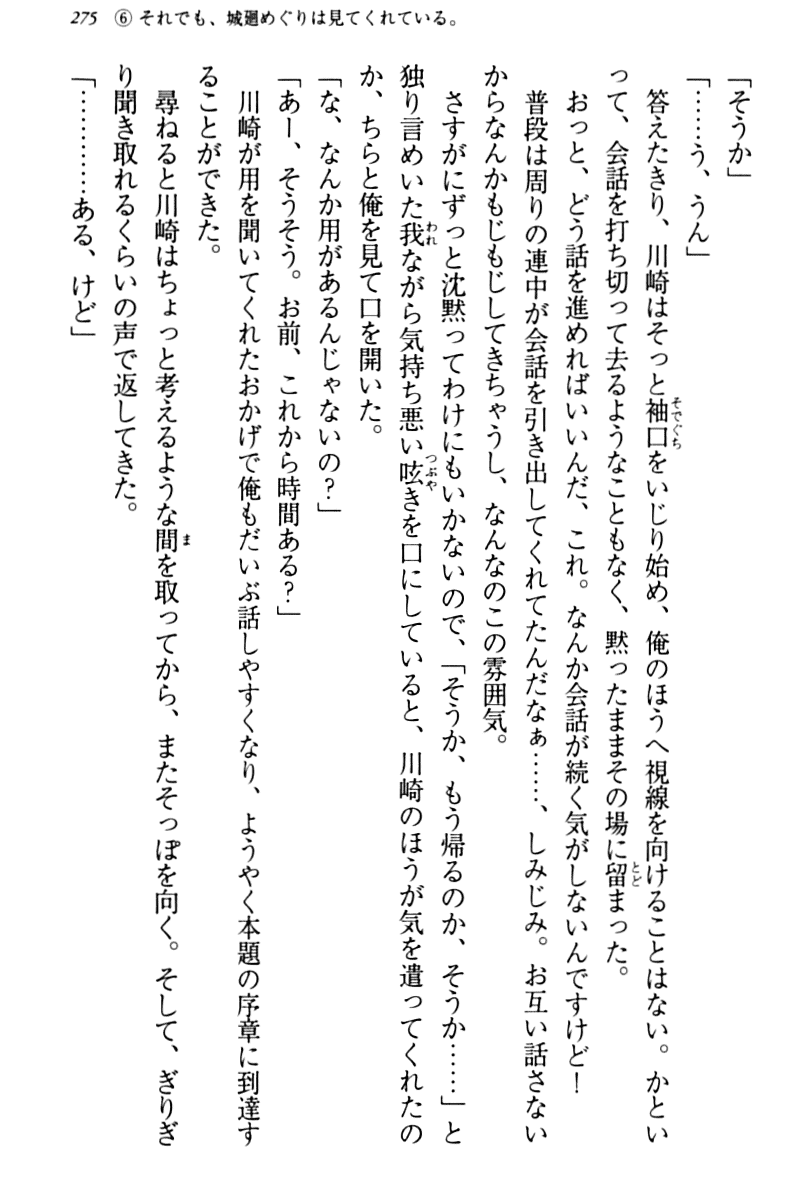 275 ⑥ それでも、城廻めぐりは見てくれている。
「そうか」
「……う、うん」
　答えたきり、川崎はそっと袖口をいじり始め、俺のほうへ視線を向けることはない。かとい
って、会話を打ち切って去るようなこともなく、黙ったままその場に留まった。
　おっと、どう話を進めればいいんだ、これ。なんか会話が続く気がしないんですけど！
　普段は周りの連中が会話を引き出してくれてたんだなぁ……、しみじみ。お互い話さない
からなんかもじもじしてきちゃうし、なんなのこの雰囲気。
　さすがにずっと沈黙ってわけにもいかないので、「そうか、もう帰るのか、そうか……」と
独り言めいた我ながら気持ち悪い呟きを口にしていると、川崎のほうが気を遣ってくれたの
か、ちらと俺を見て口を開いた。
「な、なんか用があるんじゃないの？」
「あー、そうそう。お前、これから時間ある？」
　川崎が用を聞いてくれたおかげで俺もだいぶ話しやすくなり、ようやく本題の序章に到達す
ることができた。
　尋ねると川崎はちょっと考えるような間を取ってから、またそっぽを向く。そして、ぎりぎ
り聞き取れるくらいの声で返してきた。
「…………ある、けど」